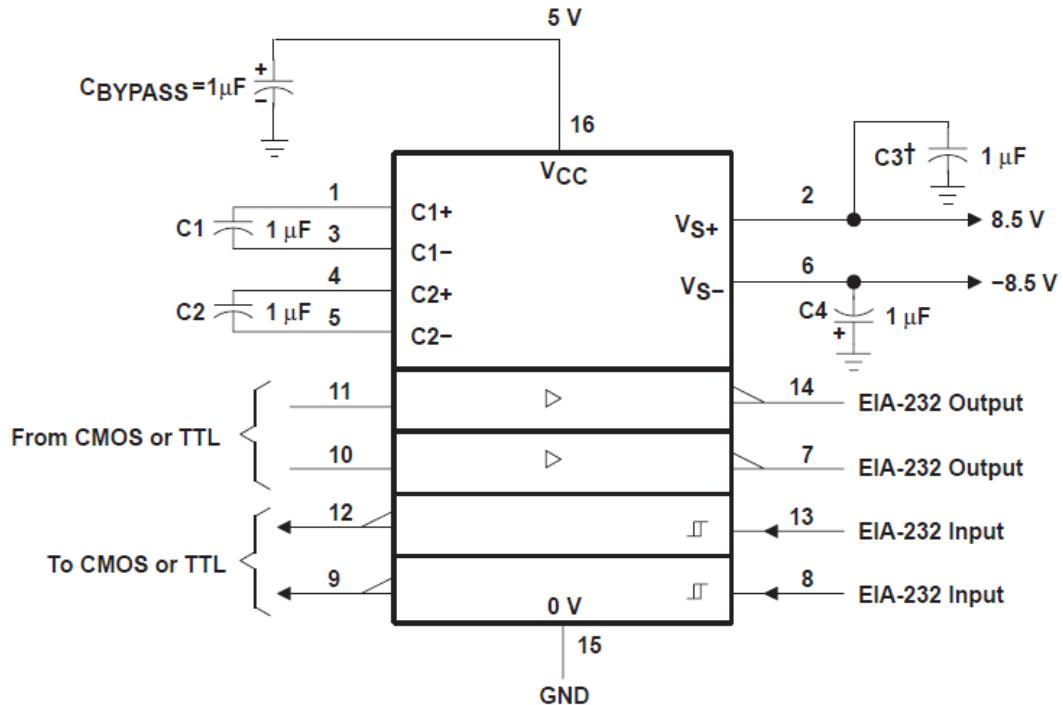 5 V
CBYPASS = 1µF
+
−
16
VCC
C3†
1 µF
1
C1+
C1
1 µF
3
C1−
2
VS+
8.5 V
4
C2+
C2
1 µF
5
C2−
6
VS−
−8.5 V
C4
1 µF
+
From CMOS or TTL
11
14
EIA-232 Output
10
7
EIA-232 Output
To CMOS or TTL
12
13
EIA-232 Input
9
8
EIA-232 Input
0 V
15
GND